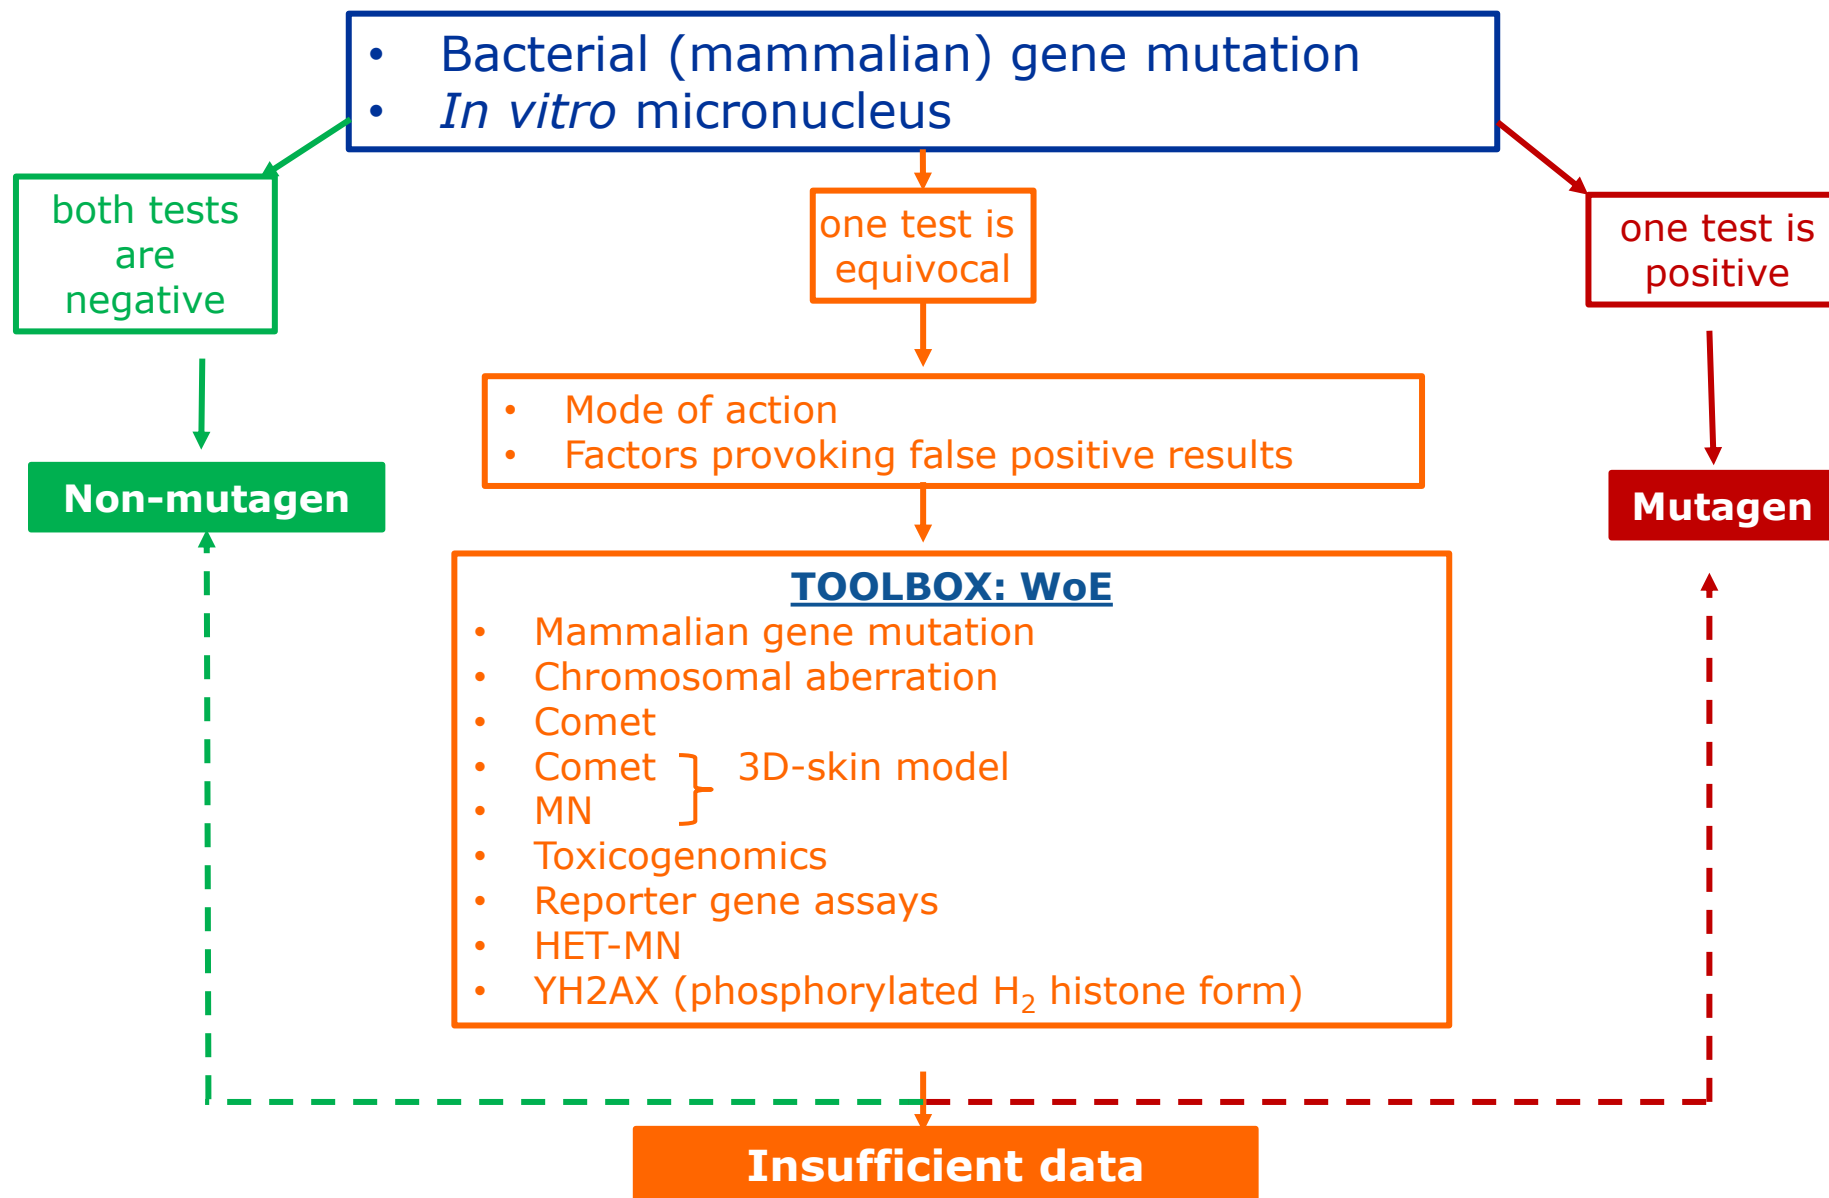 • Bacterial (mammalian) gene mutation
• In vitro micronucleus
both tests
are
negative
one test is
equivocal
one test is
positive
• Mode of action
• Factors provoking false positive results
Non-mutagen
Mutagen
TOOLBOX: WoE
• Mammalian gene mutation
• Chromosomal aberration
• Comet
• Comet 3D-skin model
• MN
• Toxicogenomics
• Reporter gene assays
• HET-MN
• YH2AX (phosphorylated H₂ histone form)
Insufficient data